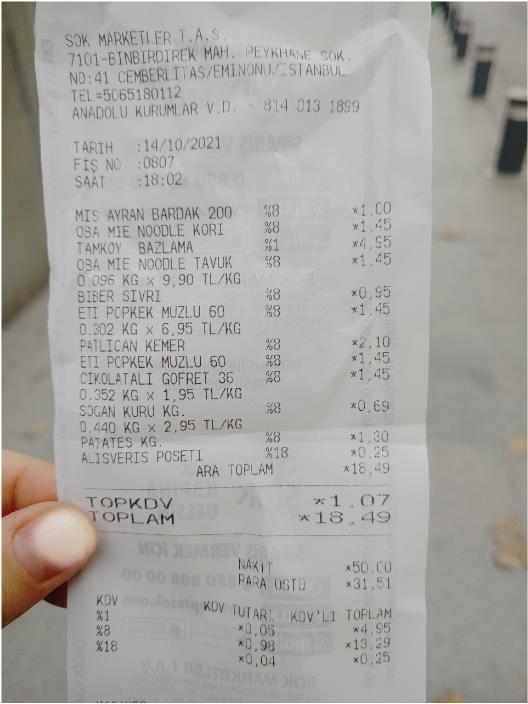 SOK MARKETLER T.A.S.
7101-BINBIRDIREK MAH. PEYKHANE SOK.
NO:41 CEMBERLITAS/EMINONU/ISTANBUL
TEL=5065180112
ANADOLU KURUMLAR V.D. - 814 013 1899
TARIH :14/10/2021
FİŞ NO :0807
SAAT :18:02
MIS AYRAN BARDAK 200 %8 *1,00
OBA MIE NOODLE KORI %8 *1,45
TAMKOY BAZLAMA %1 *4,95
OBA MIE NOODLE TAVUK %8 *1,45
0,096 KG x 9,90 TL/KG
BIBER SIVRI %8 *0,95
ETI POPKEK MUZLU 60 %8 *1,45
0,302 KG x 6,95 TL/KG
PATLICAN KEMER %8 *2,10
ETI POPKEK MUZLU 60 %8 *1,45
CIKOLATALI GOFRET 36 %8 *1,45
0,352 KG x 1,95 TL/KG
SOGAN KURU KG. %8 *0,69
0,440 KG x 2,95 TL/KG
PATATES KG. %8 *1,30
ALISVERIS POSETI %18 *0,25
ARA TOPLAM *18,49
TOPKDV *1,07
TOPLAM *18,49
NAKİT *50,00
PARA ÜSTÜ *31,51
KDV KDV TUTARI KDV'Lİ TOPLAM
%1 *0,05 *4,95
%8 *0,98 *13,29
%18 *0,04 *0,25